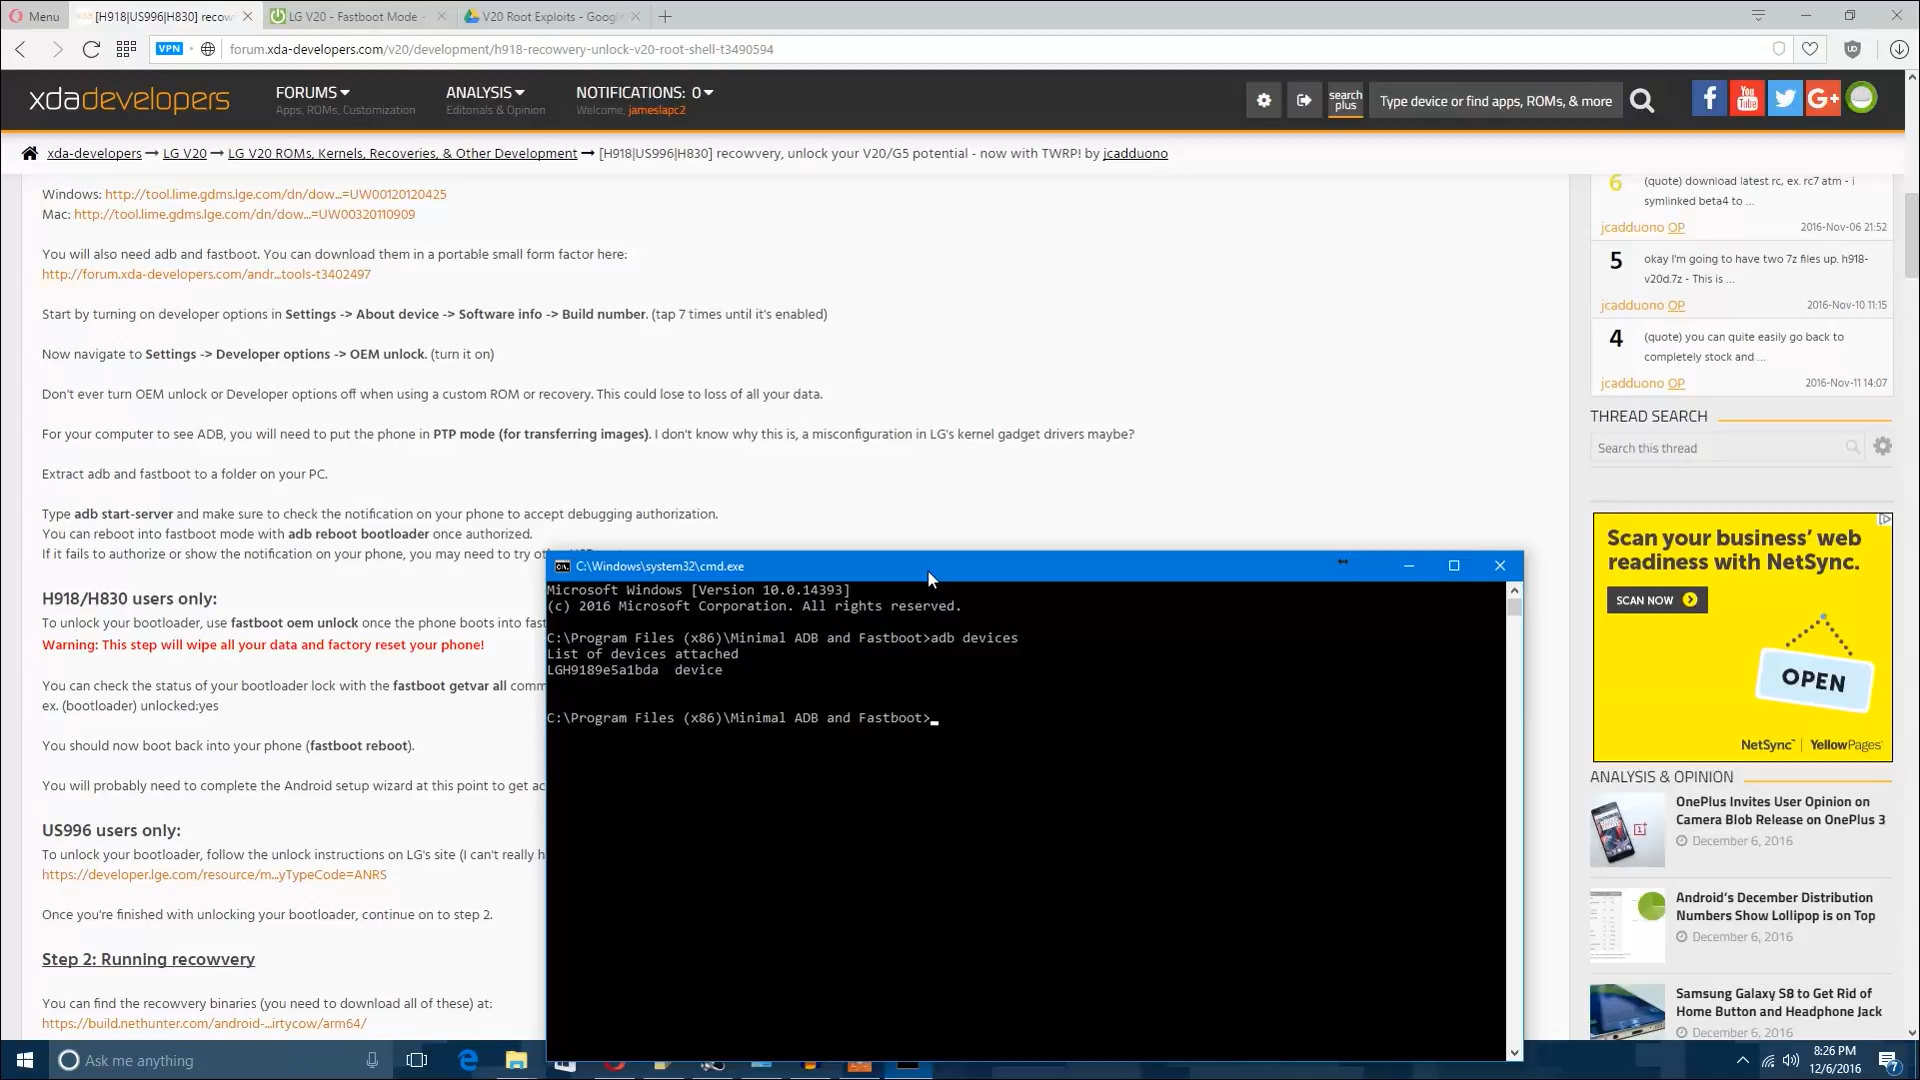 Menu
[H918|US996|H830] recow
LG V20 - Fastboot Mode -
V20 Root Exploits - Google
VPN
forum.xda-developers.com/v20/development/h918-recowvery-unlock-v20-root-shell-t3490594
xdadevelopers
FORUMS
Apps, ROMs, Customization
ANALYSIS
Editorials & Opinion
NOTIFICATIONS: 0
Welcome, jameslapc2
search plus
Type device or find apps, ROMs, & more
You Tube
G+
xda-developers → LG V20 → LG V20 ROMs, Kernels, Recoveries, & Other Development → [H918|US996|H830] recowvery, unlock your V20/G5 potential - now with TWRP! by jcadduono
Windows: http://tool.lime.gdms.lge.com/dn/dow...=UW00120120425
Mac: http://tool.lime.gdms.lge.com/dn/dow...=UW00320110909
You will also need adb and fastboot. You can download them in a portable small form factor here:
http://forum.xda-developers.com/andr...tools-t3402497
Start by turning on developer options in Settings -> About device -> Software info -> Build number. (tap 7 times until it's enabled)
Now navigate to Settings -> Developer options -> OEM unlock. (turn it on)
Don't ever turn OEM unlock or Developer options off when using a custom ROM or recovery. This could lose to loss of all your data.
For your computer to see ADB, you will need to put the phone in PTP mode (for transferring images). I don't know why this is, a misconfiguration in LG's kernel gadget drivers maybe?
Extract adb and fastboot to a folder on your PC.
Type adb start-server and make sure to check the notification on your phone to accept debugging authorization.
You can reboot into fastboot mode with adb reboot bootloader once authorized.
If it fails to authorize or show the notification on your phone, you may need to try
H918/H830 users only:
To unlock your bootloader, use fastboot oem unlock once the phone boots into
Warning: This step will wipe all your data and factory reset your phone!
You can check the status of your bootloader lock with the fastboot getvar all
ex. (bootloader) unlocked:yes
You should now boot back into your phone (fastboot reboot).
You will probably need to complete the Android setup wizard at this point to get
US996 users only:
To unlock your bootloader, follow the unlock instructions on LG's site (I can't really
https://developer.lge.com/resource/m...yTypeCode=ANRS
Once you're finished with unlocking your bootloader, continue on to step 2.
Step 2: Running recowvery
You can find the recowvery binaries (you need to download all of these) at:
https://build.nethunter.com/android-...irtycow/arm64/
C:\Windows\system32\cmd.exe
Microsoft Windows [Version 10.0.14393]
(c) 2016 Microsoft Corporation. All rights reserved.
C:\Program Files (x86)\Minimal ADB and Fastboot>adb devices
List of devices attached
LGH9189e5a1bda device
C:\Program Files (x86)\Minimal ADB and Fastboot>
6
(quote) download latest rc, ex. rc7 atm - i
symlinked beta4 to ...
jcadduono OP 2016-Nov-06 21:52
5
okay I'm going to have two 7z files up. h918-
v20d.7z - This is ...
jcadduono OP 2016-Nov-10 11:15
4
(quote) you can quite easily go back to
completely stock and ...
jcadduono OP 2016-Nov-11 14:07
THREAD SEARCH
Search this thread
Scan your business' web
readiness with NetSync.
SCAN NOW
OPEN
NetSync™ | YellowPages™
ANALYSIS & OPINION
OnePlus Invites User Opinion on
Camera Blob Release on OnePlus 3
December 6, 2016
Android's December Distribution
Numbers Show Lollipop is on Top
December 6, 2016
Samsung Galaxy S8 to Get Rid of
Home Button and Headphone Jack
December 6, 2016
Ask me anything
8:26 PM
12/6/2016
7